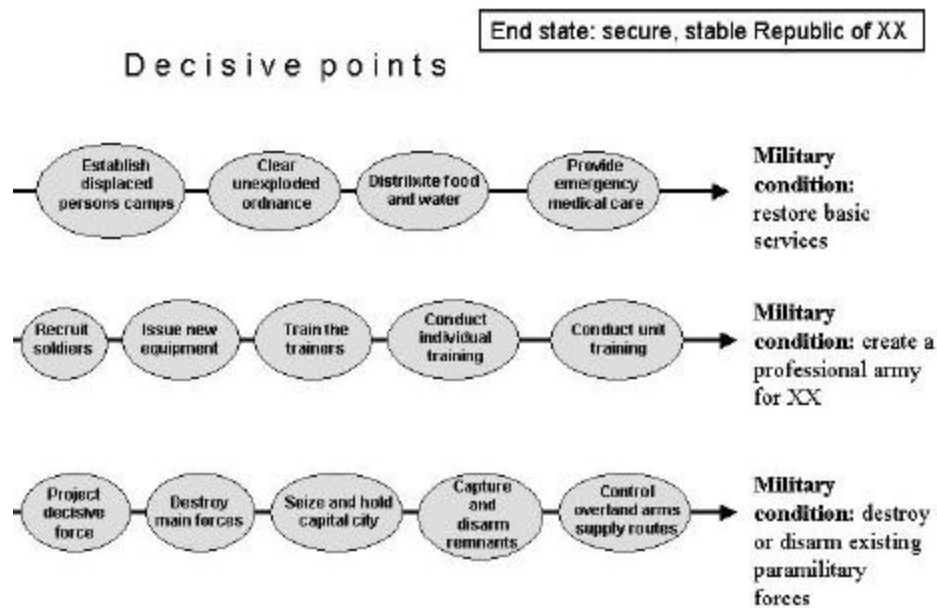 End state: secure, stable Republic of XX
Decisive points
Establish
displaced
persons camps
Clear
unexploded
ordnance
Distribute food
and water
Provide
emergency
medical care
Military
condition:
restore basic
services
Recruit
soldiers
Issue new
equipment
Train the
trainers
Conduct
individual
training
Conduct unit
training
Military
condition: create a
professional army
for XX
Project
decisive
force
Destroy
main forces
Seize and hold
capital city
Capture
and
disarm
remnants
Control
overland arms
supply routes
Military
condition: destroy
or disarm existing
paramilitary
forces